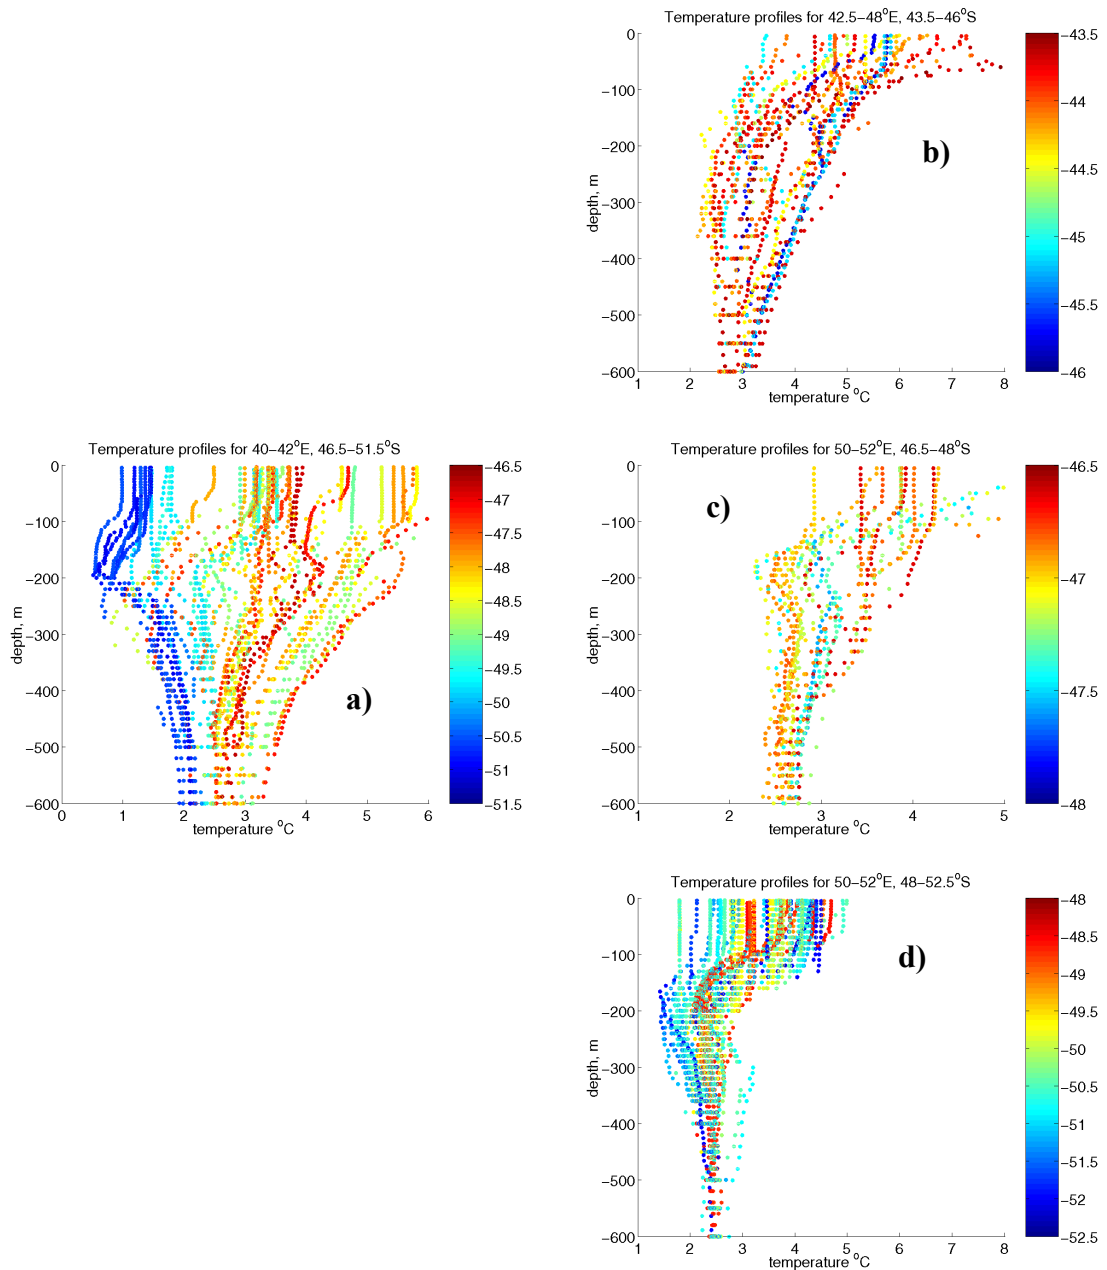 Temperature profiles for 42.5−48°E, 43.5−46°S
0
−100
−200
−300
−400
−500
−600
depth, m
1 2 3 4 5 6 7 8
temperature °C
b)
−43.5
−44
−44.5
−45
−45.5
−46
Temperature profiles for 40−42°E, 46.5−51.5°S
0
−100
−200
−300
−400
−500
−600
depth, m
0 1 2 3 4 5 6
temperature °C
a)
−46.5
−47
−47.5
−48
−48.5
−49
−49.5
−50
−50.5
−51
−51.5
Temperature profiles for 50−52°E, 46.5−48°S
0
−100
−200
−300
−400
−500
−600
depth, m
1 2 3 4 5
temperature °C
c)
−46.5
−47
−47.5
−48
Temperature profiles for 50−52°E, 48−52.5°S
0
−100
−200
−300
−400
−500
−600
depth, m
1 2 3 4 5 6 7 8
temperature °C
d)
−48
−48.5
−49
−49.5
−50
−50.5
−51
−51.5
−52
−52.5